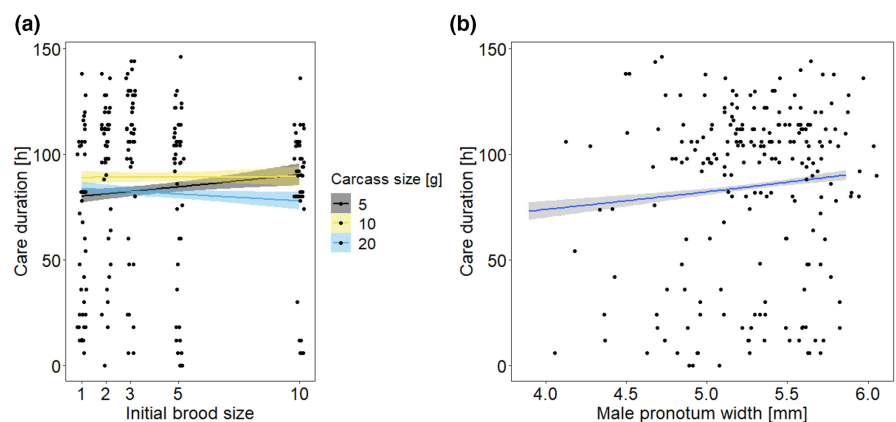 (a)
150
100
50
0
Care duration [h]
1 2 3 5 10
Initial brood size
Carcass size [g]
5
10
20
(b)
150
100
50
0
Care duration [h]
4.0 4.5 5.0 5.5 6.0
Male pronotum width [mm]